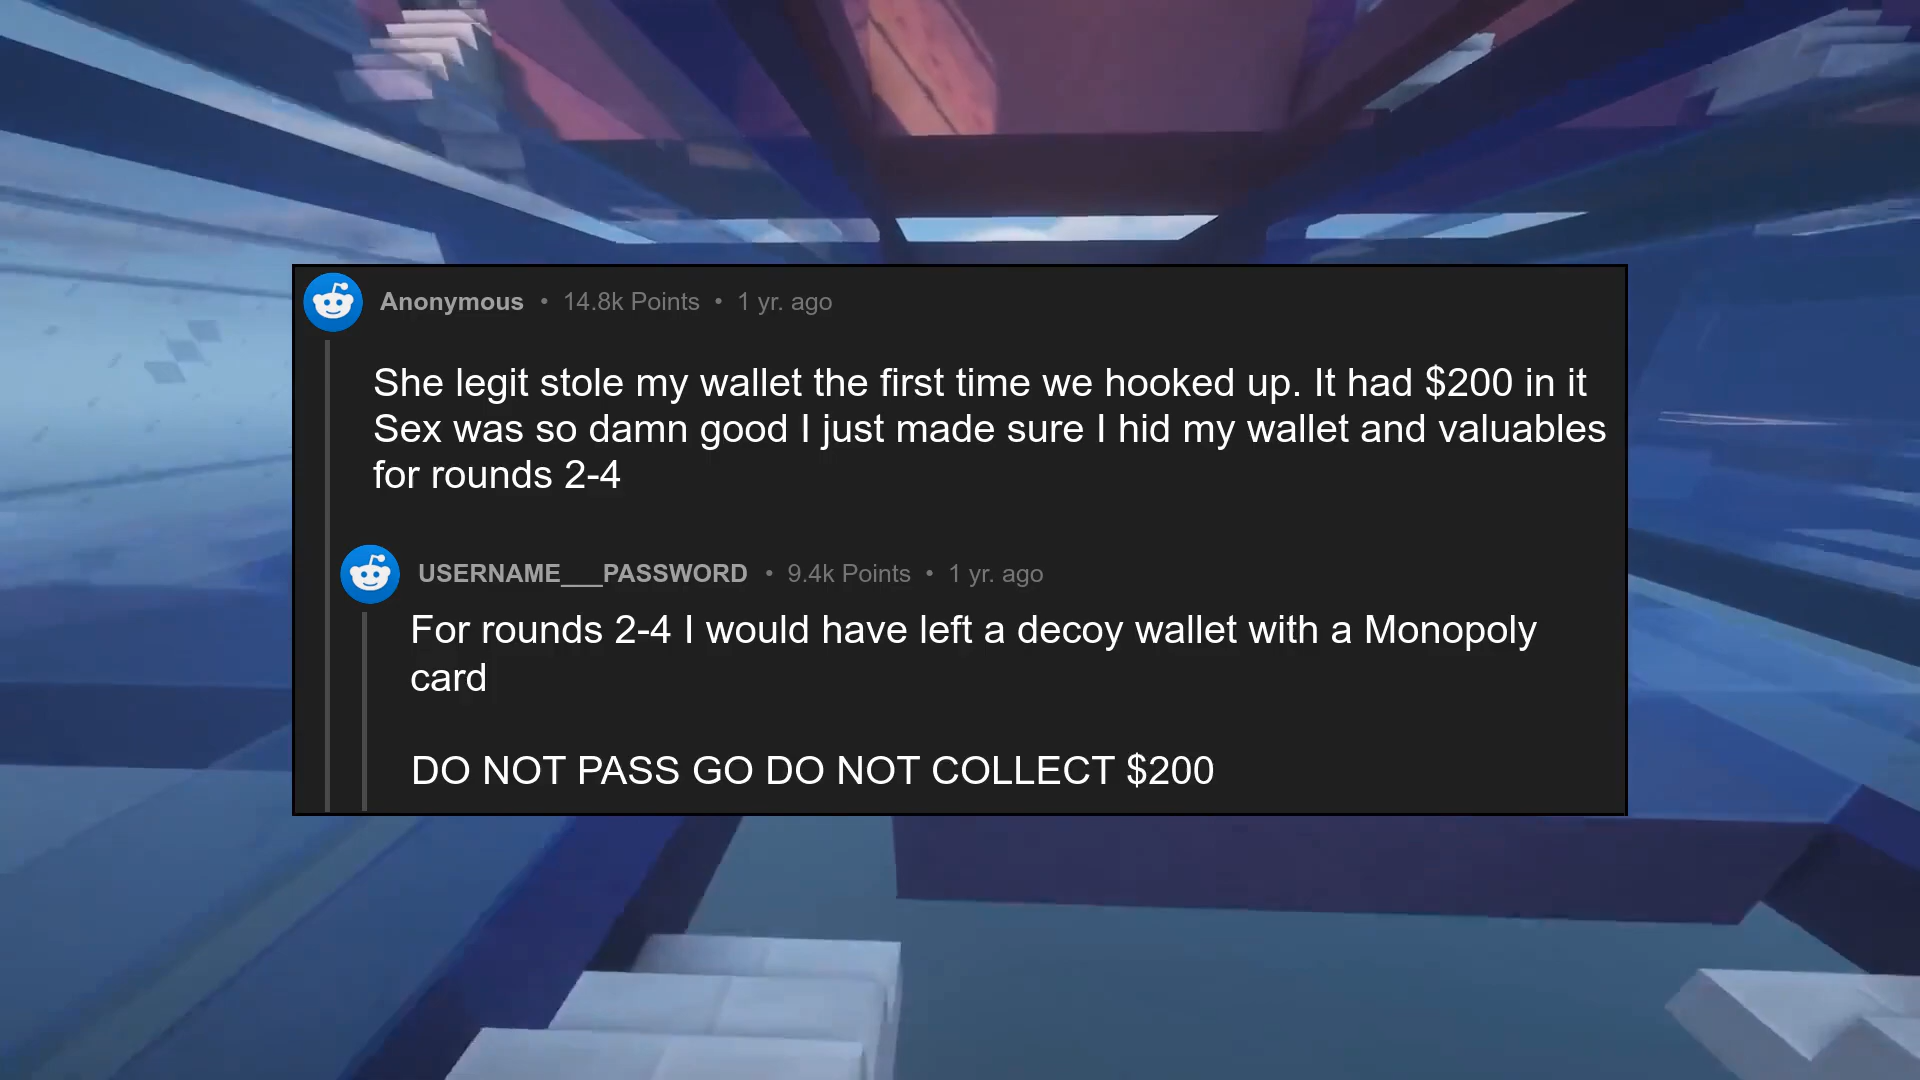 Anonymous • 14.8k Points • 1 yr. ago
She legit stole my wallet the first time we hooked up. It had $200 in it
Sex was so damn good I just made sure I hid my wallet and valuables
for rounds 2-4
USERNAME___PASSWORD • 9.4k Points • 1 yr. ago
For rounds 2-4 I would have left a decoy wallet with a Monopoly
card
DO NOT PASS GO DO NOT COLLECT $200